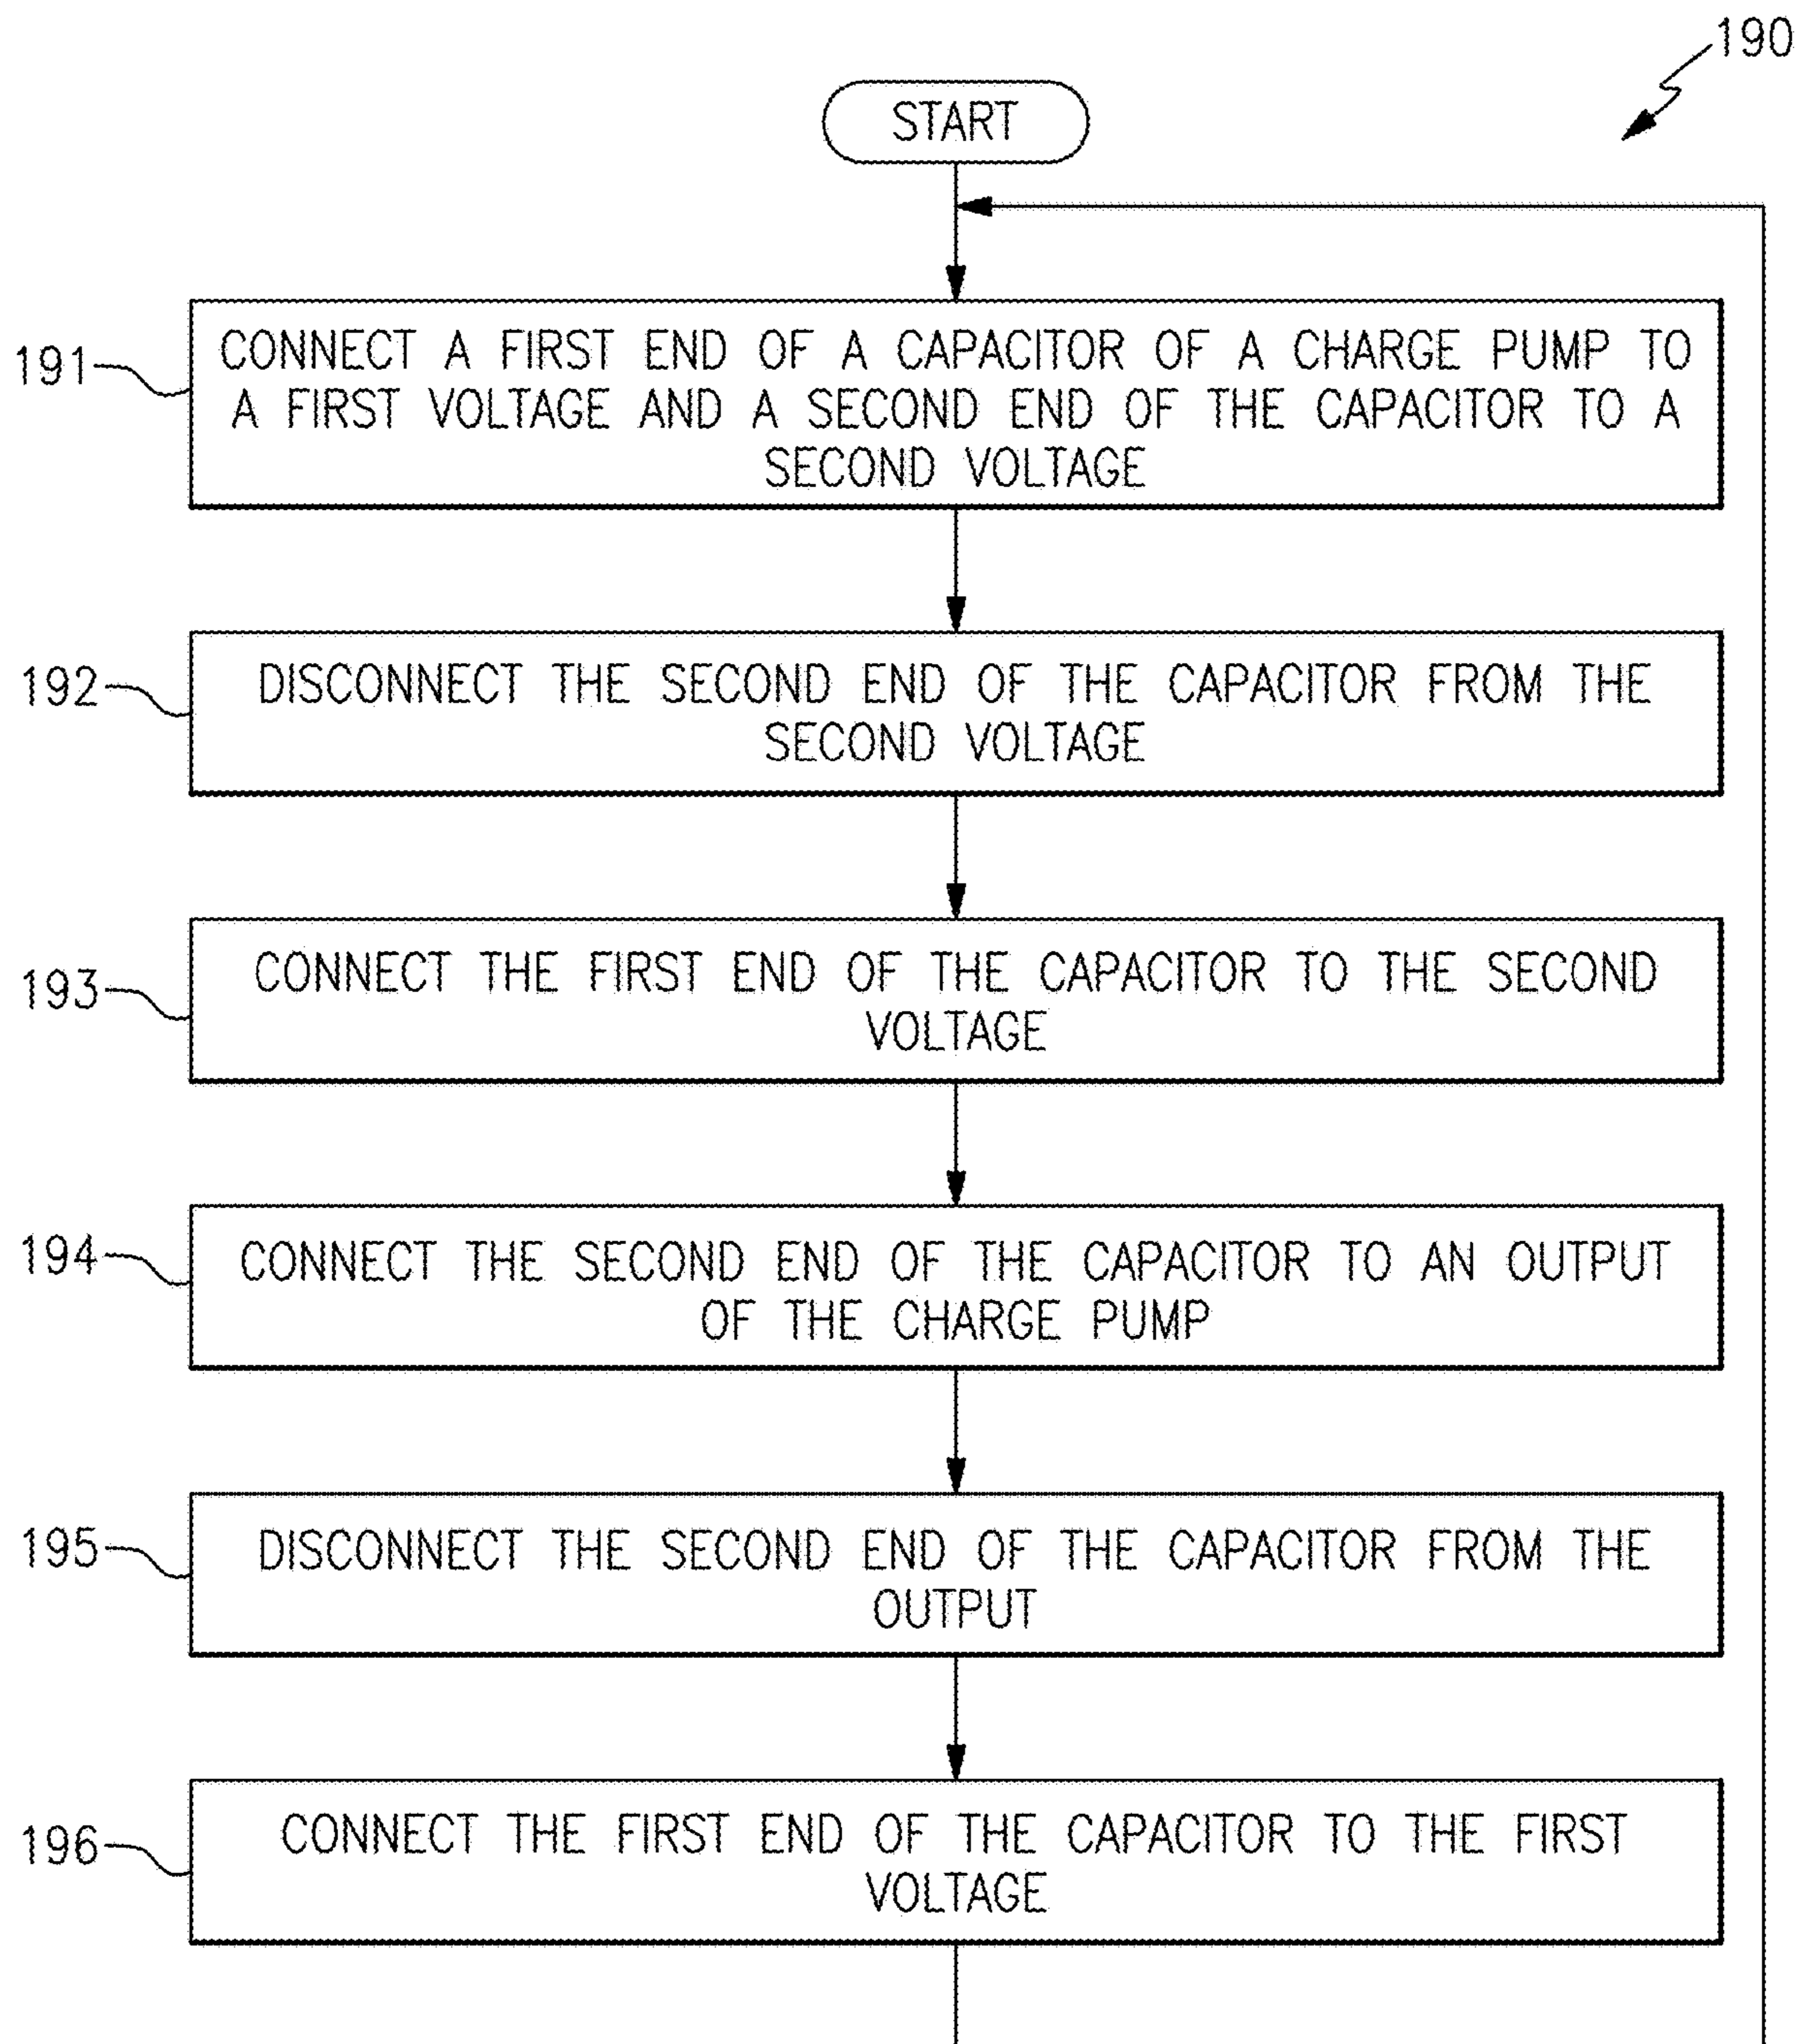 190
START
191
CONNECT A FIRST END OF A CAPACITOR OF A CHARGE PUMP TO
A FIRST VOLTAGE AND A SECOND END OF THE CAPACITOR TO A
SECOND VOLTAGE
192
DISCONNECT THE SECOND END OF THE CAPACITOR FROM THE
SECOND VOLTAGE
193
CONNECT THE FIRST END OF THE CAPACITOR TO THE SECOND
VOLTAGE
194
CONNECT THE SECOND END OF THE CAPACITOR TO AN OUTPUT
OF THE CHARGE PUMP
195
DISCONNECT THE SECOND END OF THE CAPACITOR FROM THE
OUTPUT
196
CONNECT THE FIRST END OF THE CAPACITOR TO THE FIRST
VOLTAGE